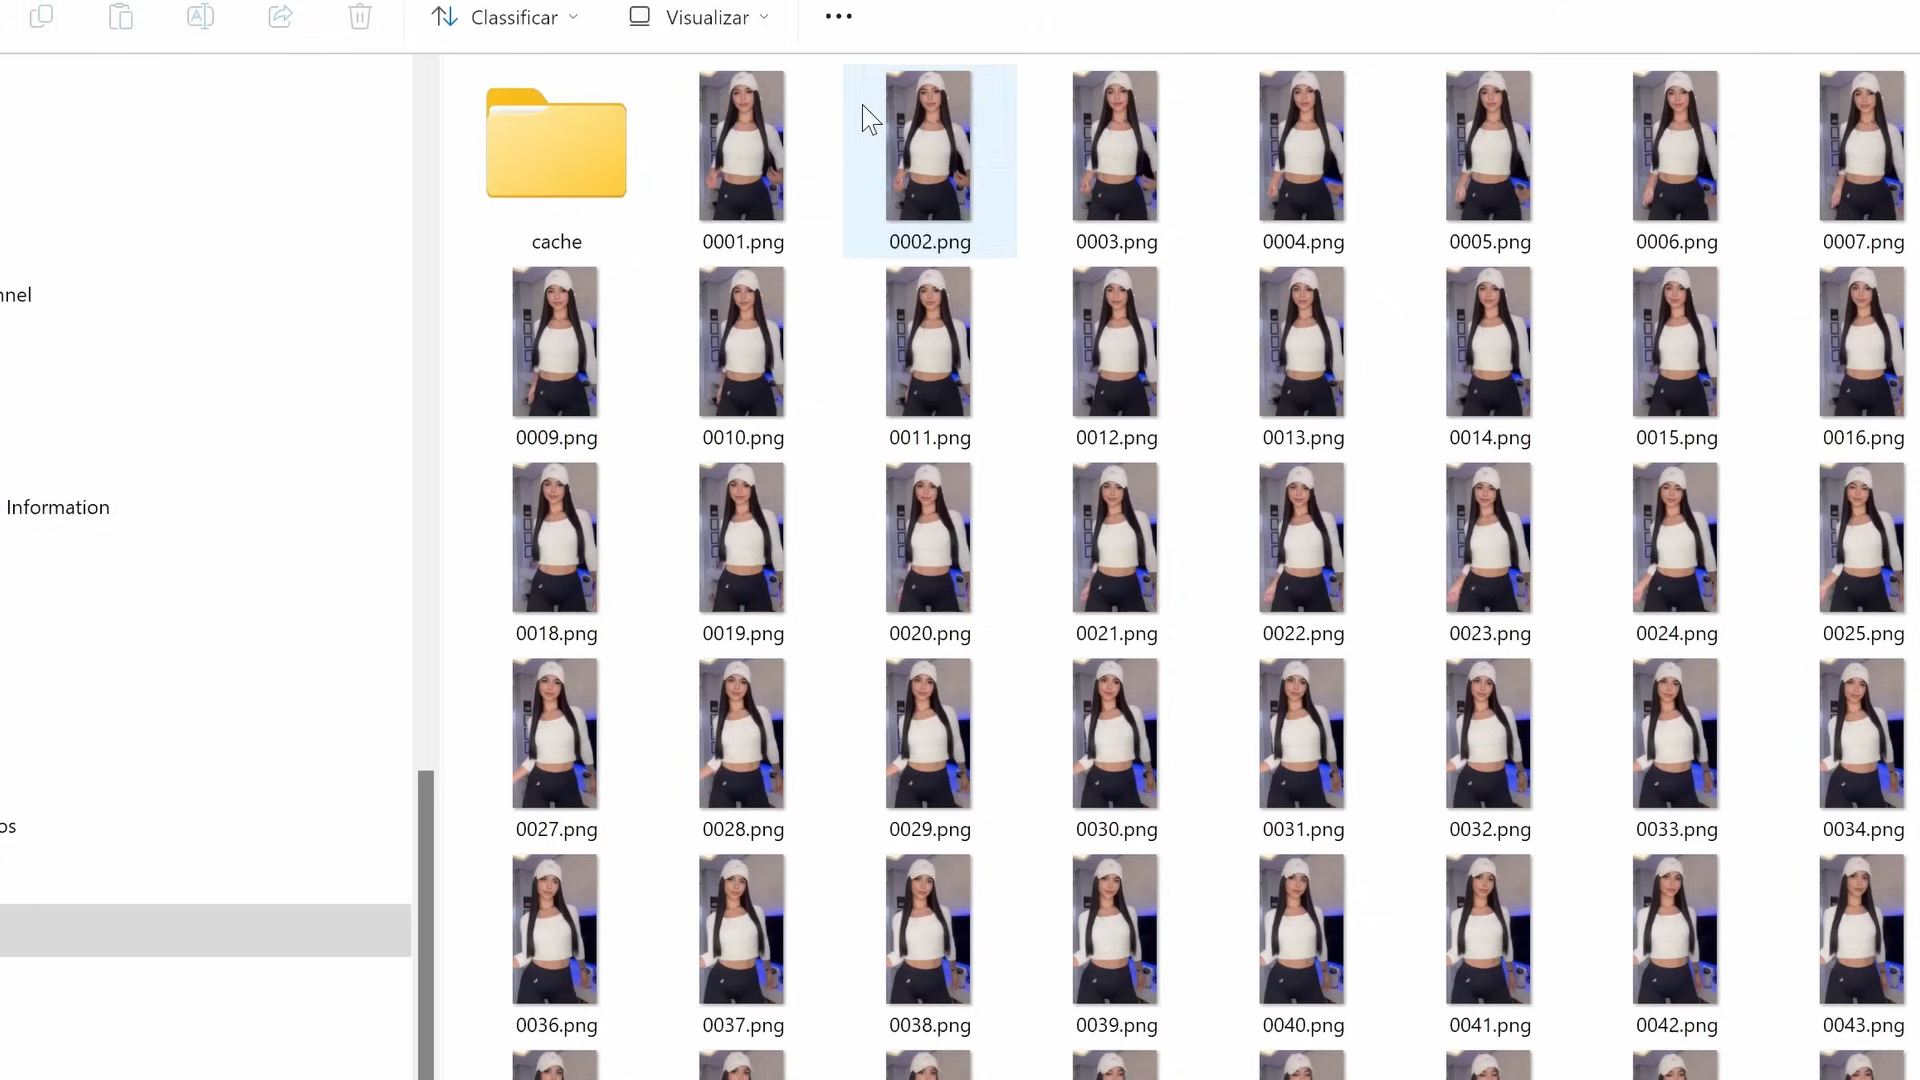 Classificar
Visualizar
nnel
Information
os
cache
0001.png
0002.png
0003.png
0004.png
0005.png
0006.png
0007.png
0009.png
0010.png
0011.png
0012.png
0013.png
0014.png
0015.png
0016.png
0018.png
0019.png
0020.png
0021.png
0022.png
0023.png
0024.png
0025.png
0027.png
0028.png
0029.png
0030.png
0031.png
0032.png
0033.png
0034.png
0036.png
0037.png
0038.png
0039.png
0040.png
0041.png
0042.png
0043.png